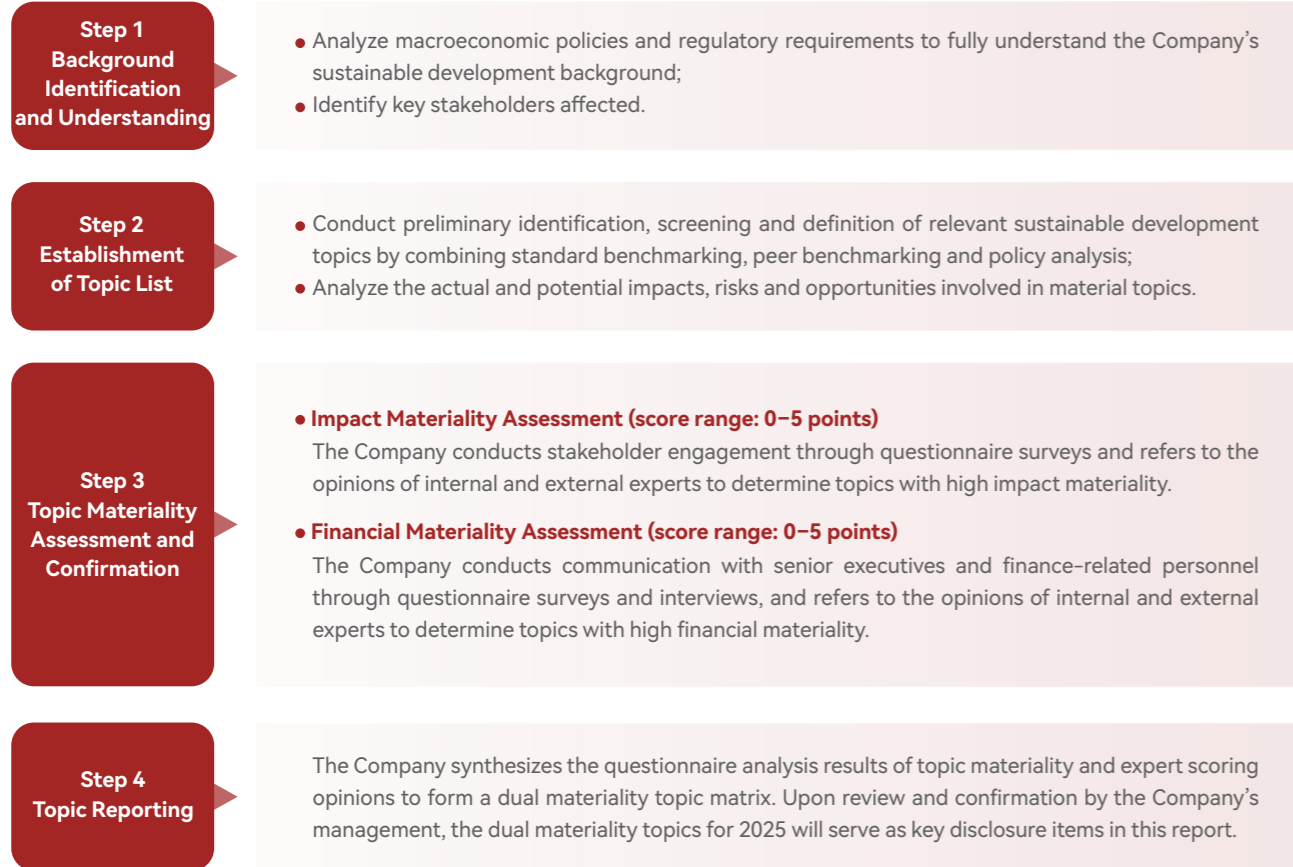 Step 1
Background
Identification
and Understanding
● Analyze macroeconomic policies and regulatory requirements to fully understand the Company’s
sustainable development background;
● Identify key stakeholders affected.
Step 2
Establishment
of Topic List
● Conduct preliminary identification, screening and definition of relevant sustainable development
topics by combining standard benchmarking, peer benchmarking and policy analysis;
● Analyze the actual and potential impacts, risks and opportunities involved in material topics.
Step 3
Topic Materiality
Assessment and
Confirmation
● Impact Materiality Assessment (score range: 0–5 points)
The Company conducts stakeholder engagement through questionnaire surveys and refers to the
opinions of internal and external experts to determine topics with high impact materiality.
● Financial Materiality Assessment (score range: 0–5 points)
The Company conducts communication with senior executives and finance-related personnel
through questionnaire surveys and interviews, and refers to the opinions of internal and external
experts to determine topics with high financial materiality.
Step 4
Topic Reporting
The Company synthesizes the questionnaire analysis results of topic materiality and expert scoring
opinions to form a dual materiality topic matrix. Upon review and confirmation by the Company’s
management, the dual materiality topics for 2025 will serve as key disclosure items in this report.